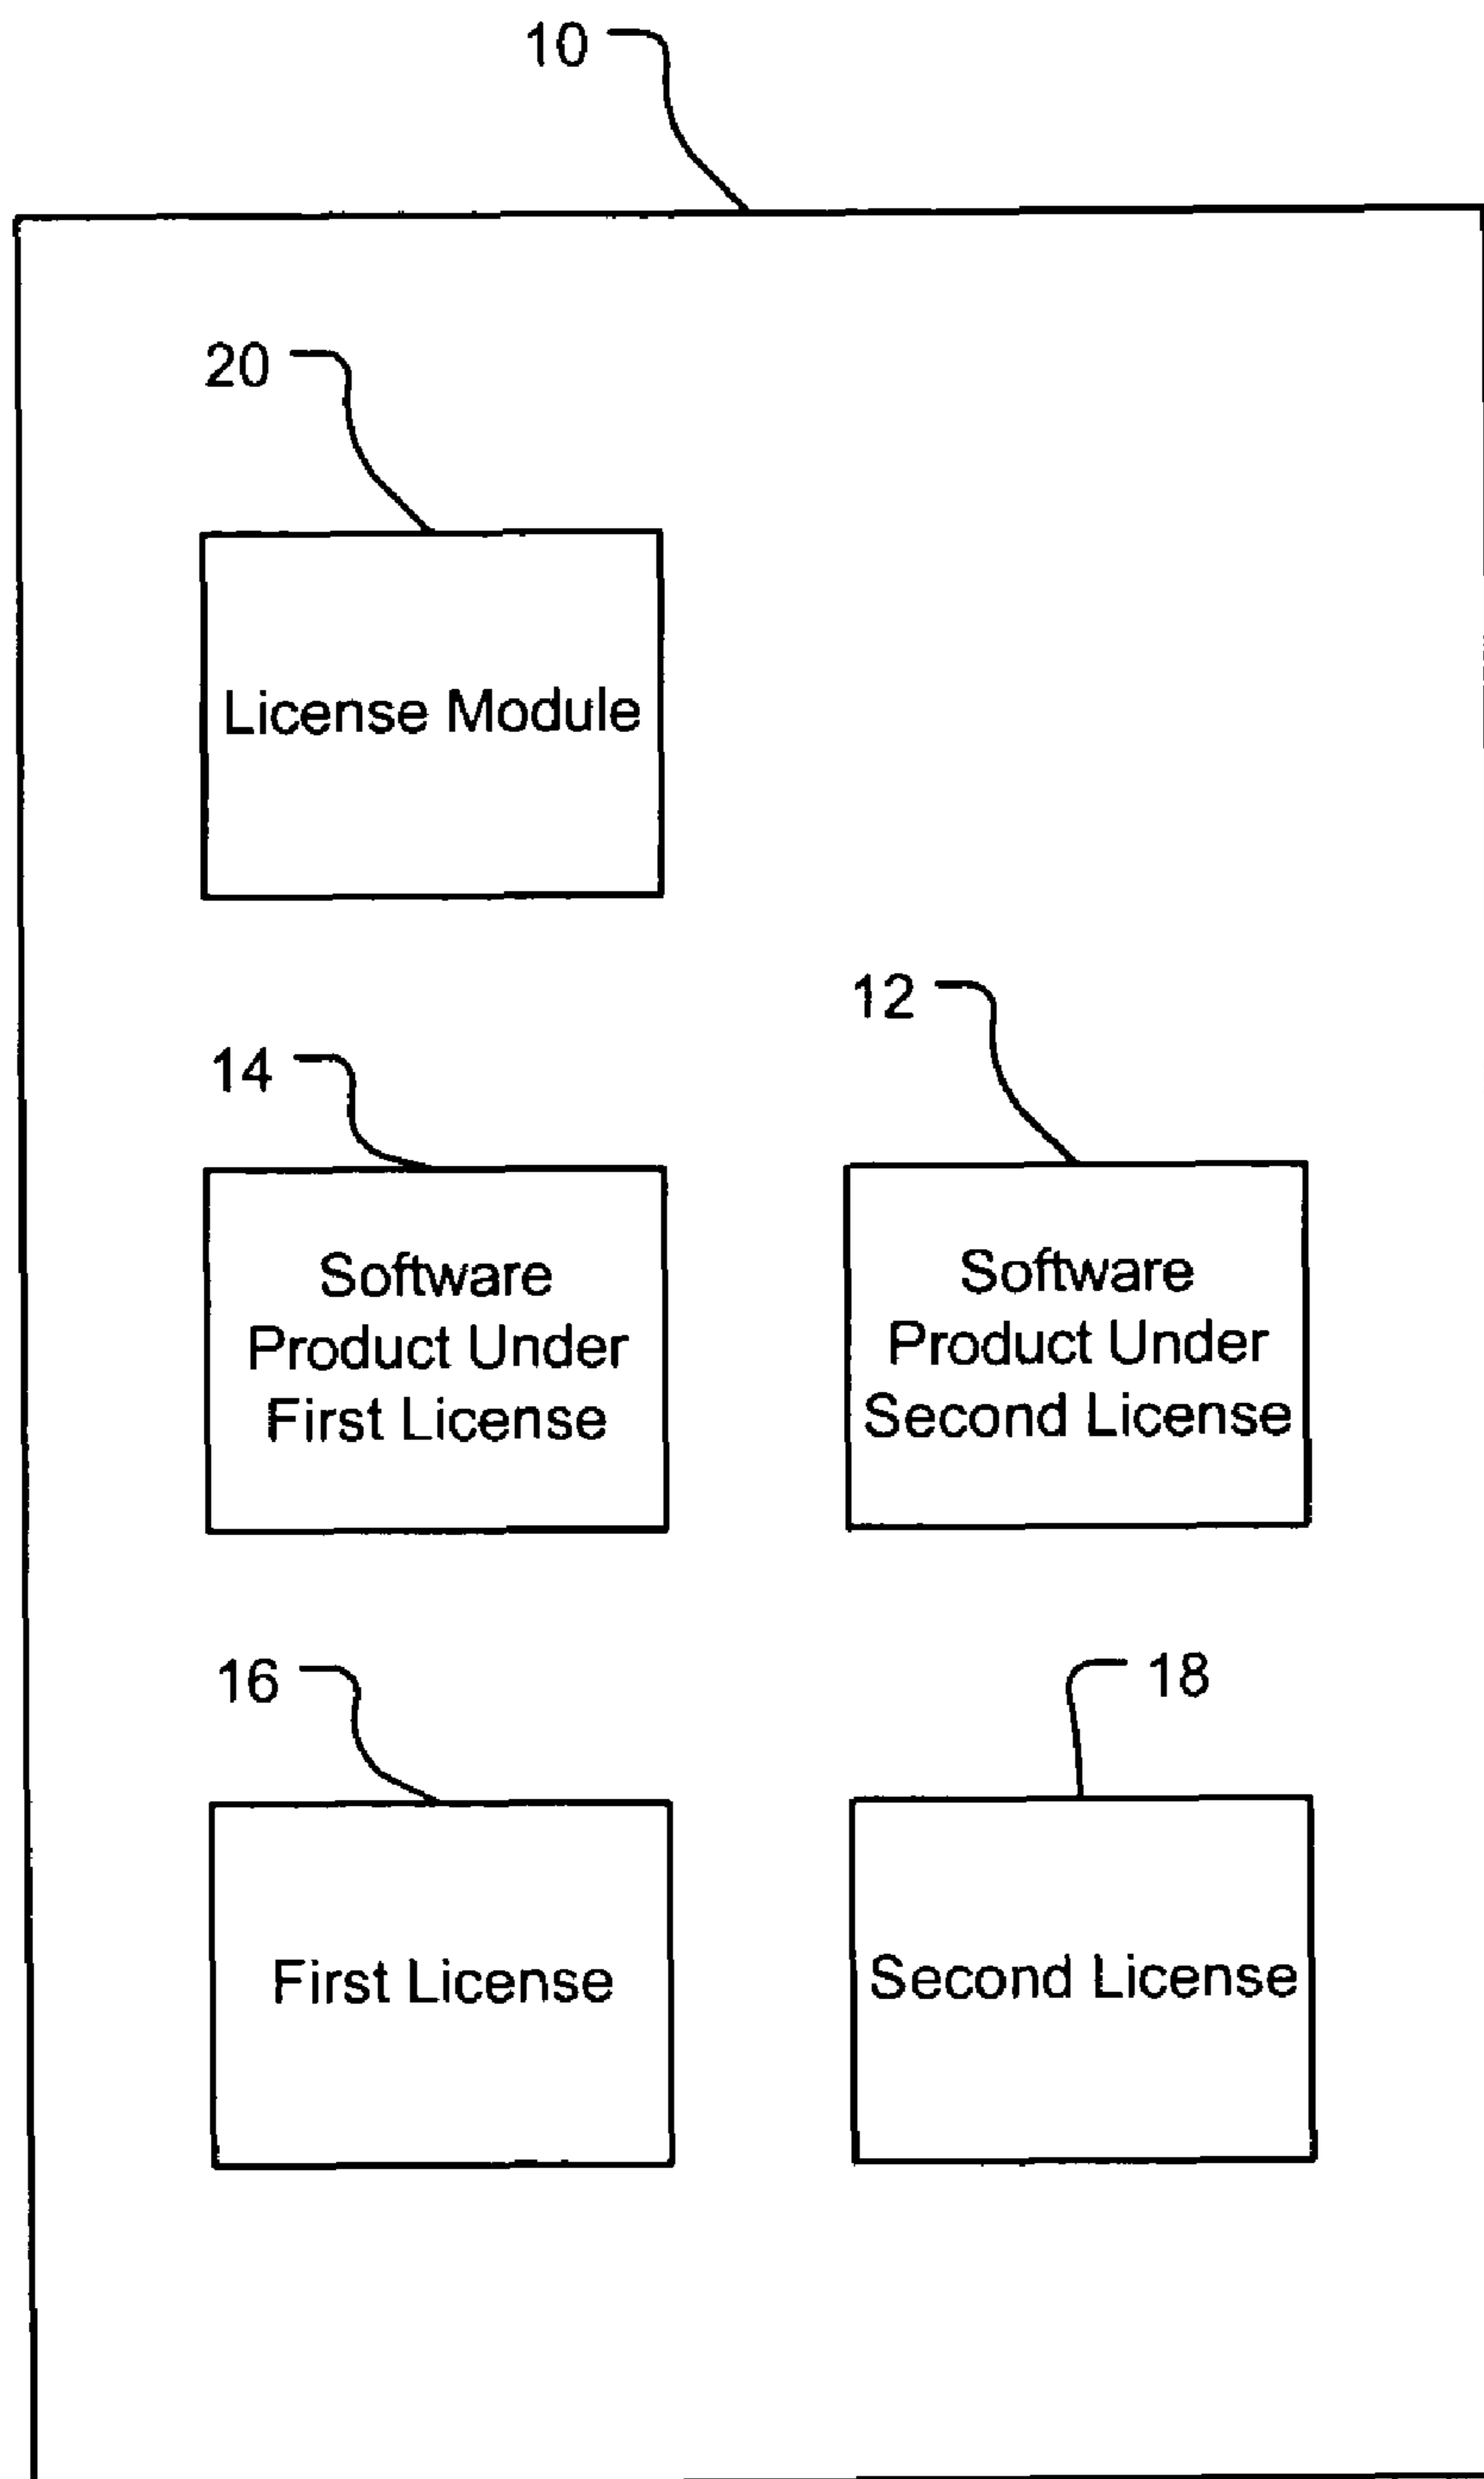 10
20
License Module
12
14
Software
Product Under
First License
Software
Product Under
Second License
16
18
First License
Second License